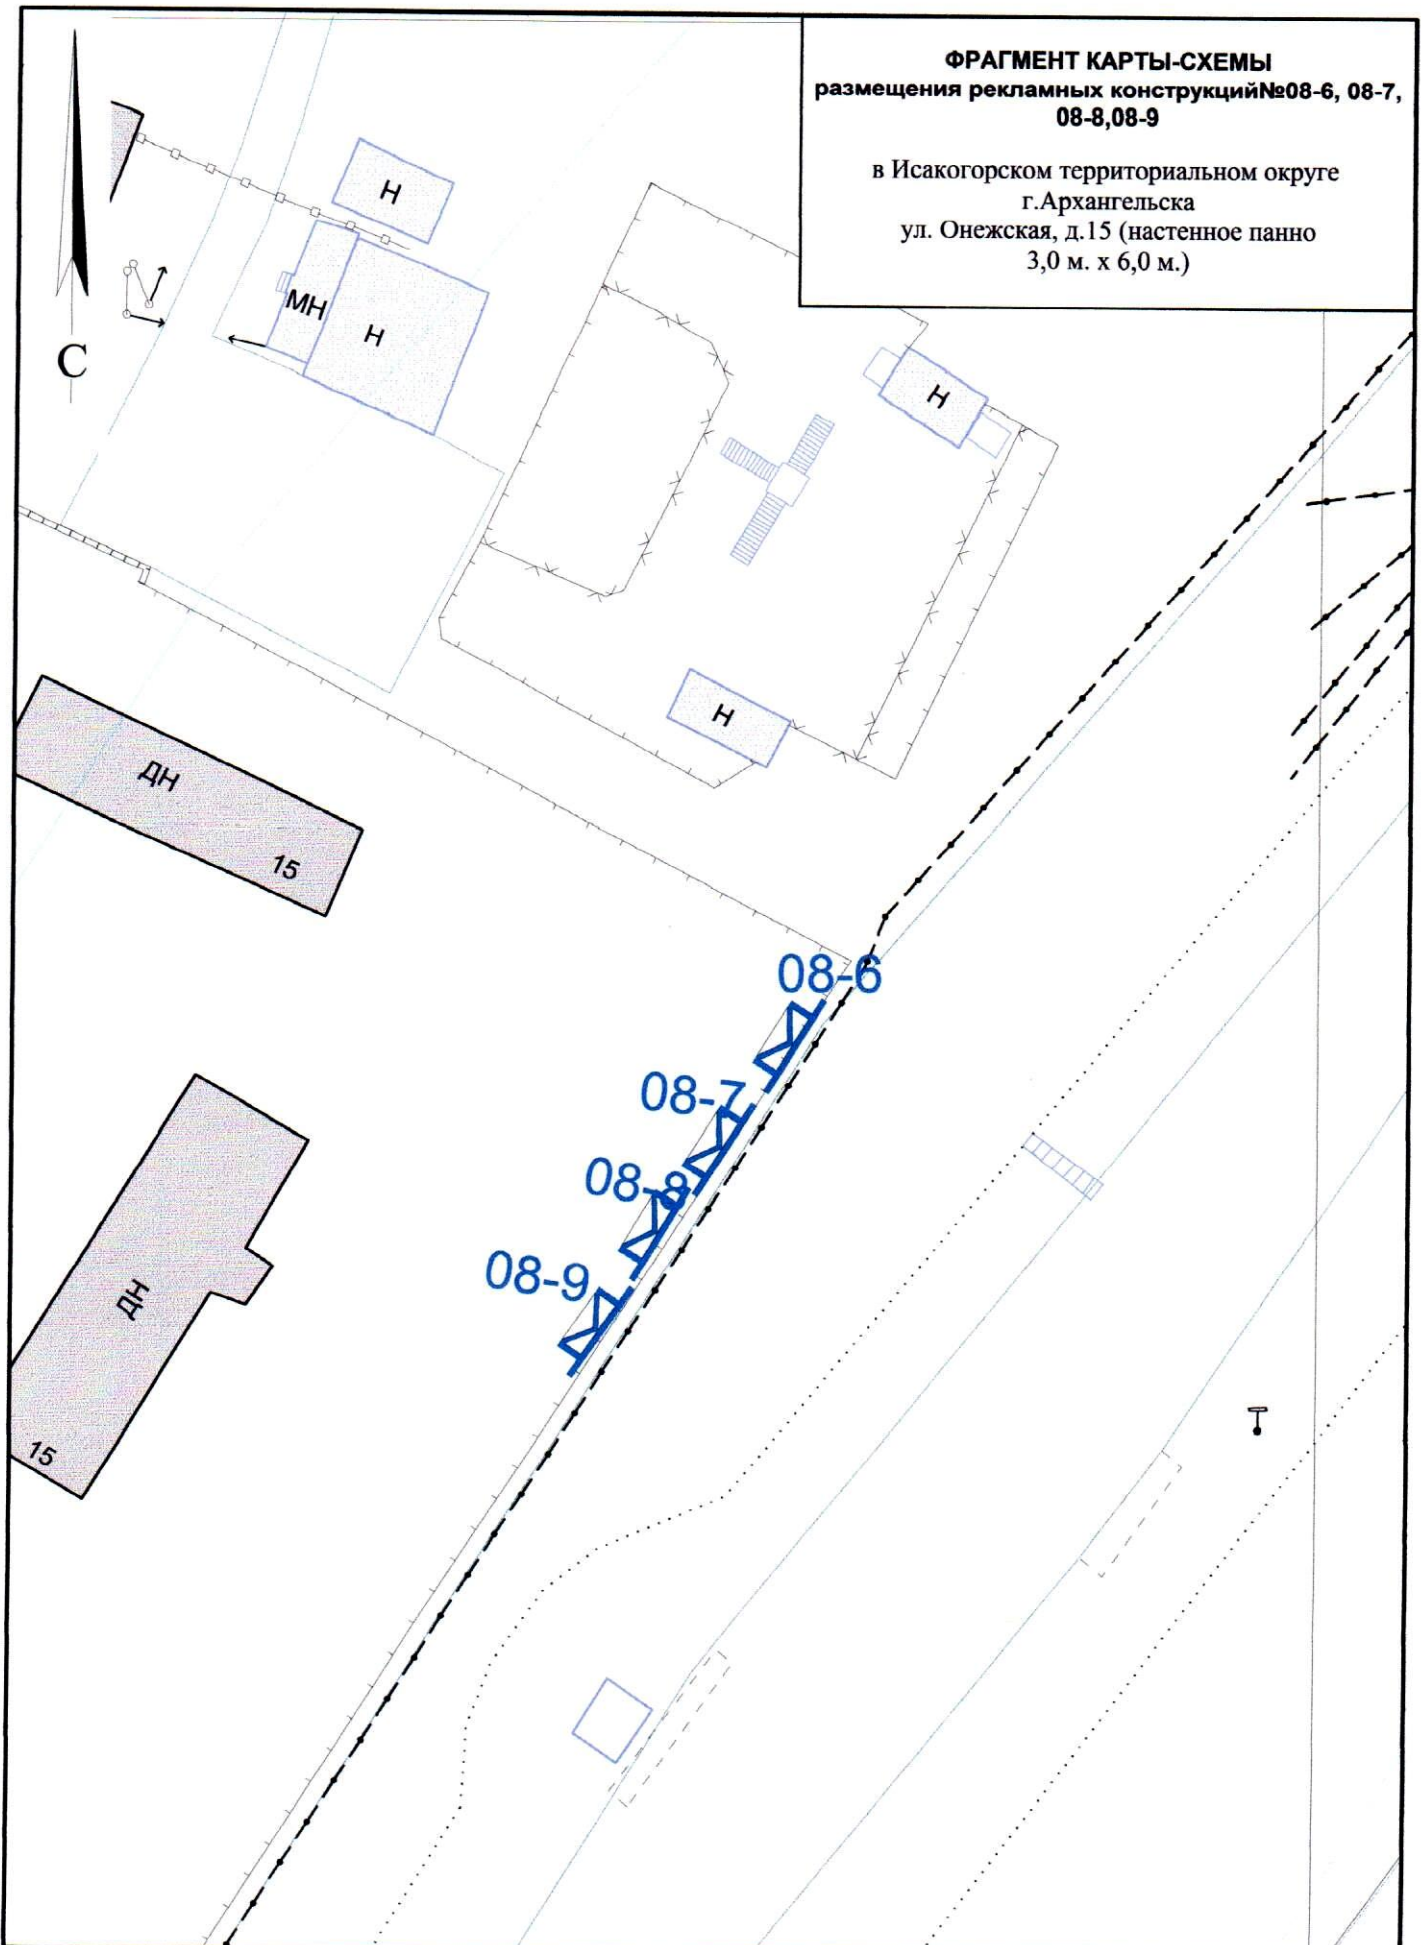 ФРАГМЕНТ КАРТЫ-СХЕМЫ
размещения рекламных конструкций№08-6, 08-7,
08-8,08-9
в Исакогорском территориальном округе
г.Архангельска
ул. Онежская, д.15 (настенное панно
3,0 м. х 6,0 м.)
Н
МН
Н
С
Н
Н
ДН
15
08-6
08-7
08-8
08-9
ДН
15